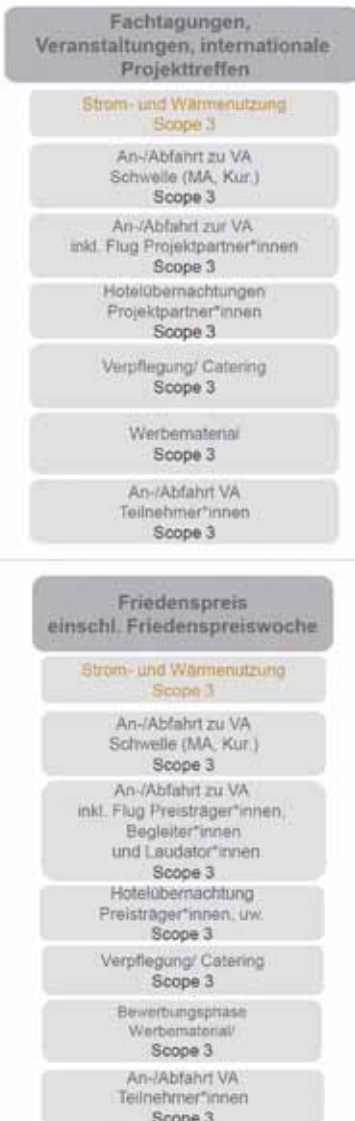 Fachtagungen,
Veranstaltungen, internationale
Projekttreffen
Strom- und Wärmenutzung
Scope 3
An-/Abfahrt zu VA
Schwelle (MA, Kur.)
Scope 3
An-/Abfahrt zur VA
inkl. Flug Projektpartner*innen
Scope 3
Hotelübernachtungen
Projektpartner*innen
Scope 3
Verpflegung/ Catering
Scope 3
Werbematerial
Scope 3
An-/Abfahrt VA
Teilnehmer*innen
Scope 3
Friedenspreis
einschl. Friedenspreiswoche
Strom- und Wärmenutzung
Scope 3
An-/Abfahrt zu VA
Schwelle (MA, Kur.)
Scope 3
An-/Abfahrt zu VA
inkl. Flug Preisträger*innen,
Begleiter*innen
und Laudator*innen
Scope 3
Hotelübernachtung
Preisträger*innen, uw.
Scope 3
Verpflegung/ Catering
Scope 3
Bewerbungsphase
Werbematerial/
Scope 3
An-/Abfahrt VA
Teilnehmer*innen
Scope 3